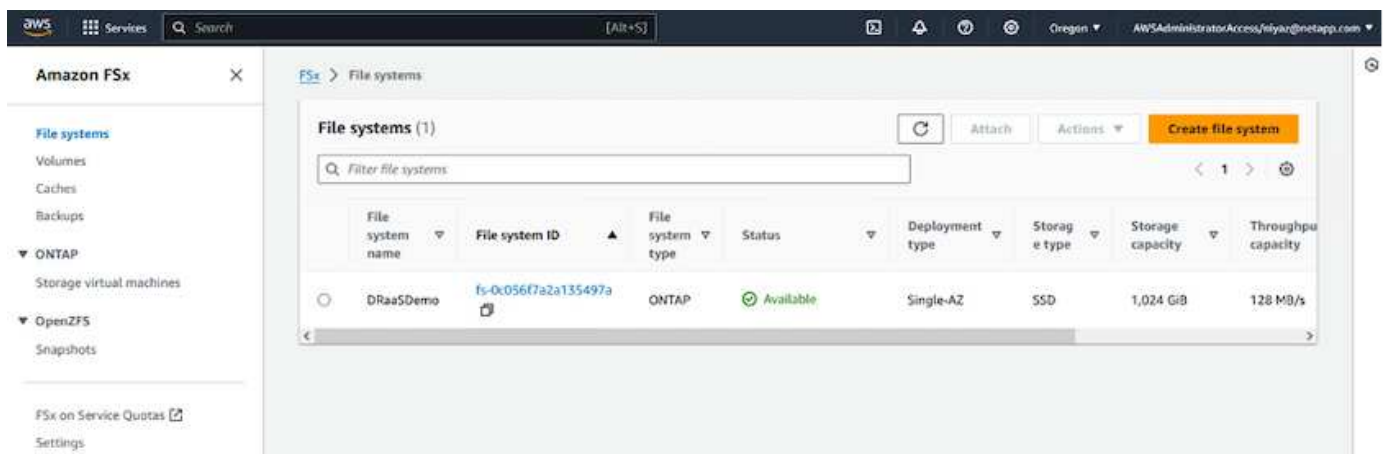 aws Services Search [Alt+S] Oregon ▼ AWSAdministratorAccess/niyaz@netapp.com ▼
Amazon FSx
File systems
Volumes
Caches
Backups
▼ ONTAP
Storage virtual machines
▼ OpenZFS
Snapshots
FSx on Service Quotas
Settings
FSx > File systems
File systems (1) Attach Actions ▼ Create file system
Filter file systems
< 1 >
File system name
File system ID
File system type
Status
Deployment type
Storag
e type
Storage capacity
Throughpu
capacity
DRaaSDemo fs-0c056f7a2a135497a ONTAP Available Single-AZ SSD 1,024 GiB 128 MB/s